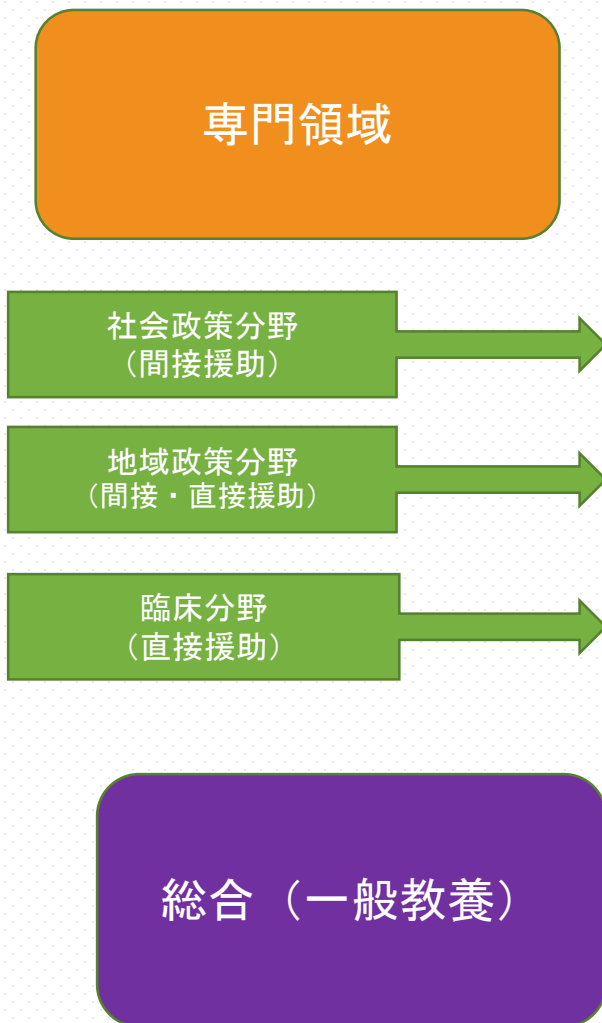 専門領域
社会政策分野
（間接援助）
地域政策分野
（間接・直接援助）
臨床分野
（直接援助）
総合（一般教養）